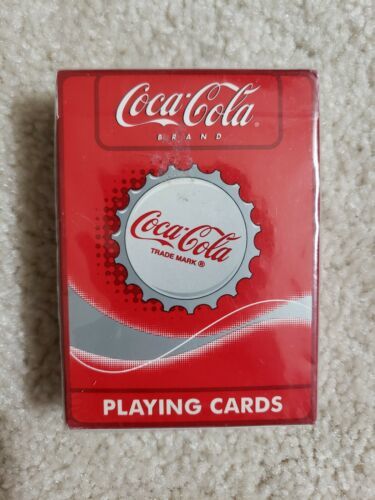 Coca-Cola®
BRAND
Coca-Cola
TRADE MARK ®
PLAYING CARDS